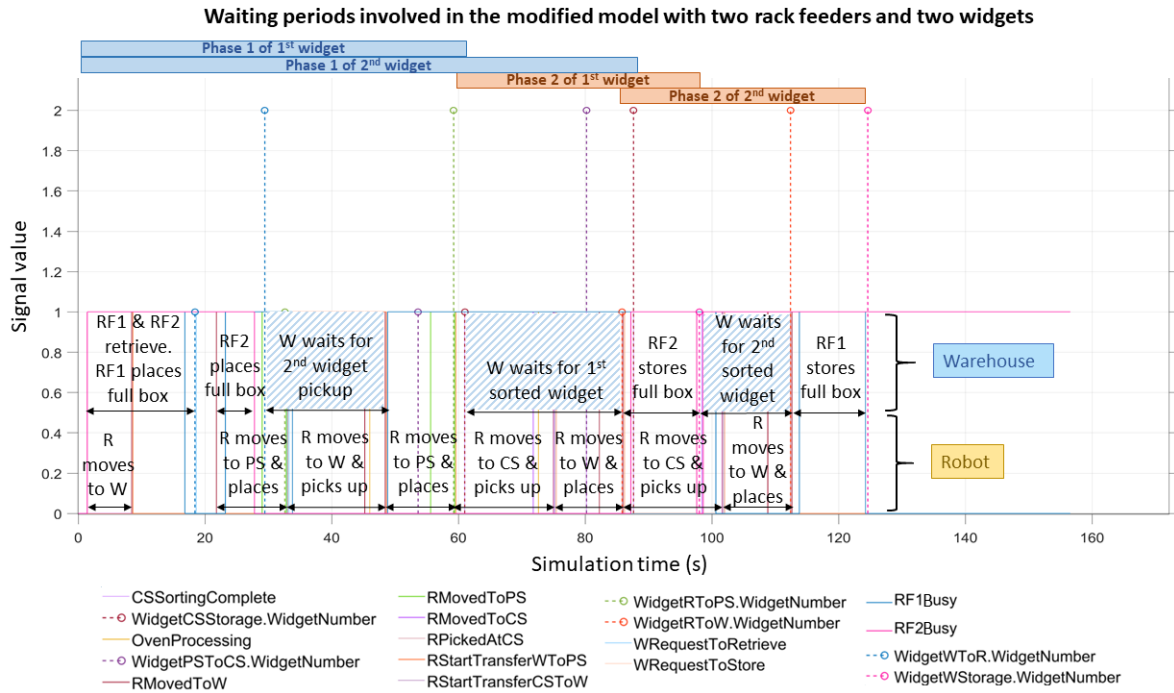 Waiting periods involved in the modified model with two rack feeders and two widgets
Phase 1 of 1st widget
Phase 1 of 2nd widget
Phase 2 of 1st widget
Phase 2 of 2nd widget
Signal value
2
1.8
1.6
1.4
1.2
1
0.8
0.6
0.4
0.2
0
RF1 & RF2
retrieve.
RF1 places
full box
RF2
places
full box
W waits for
2nd widget
pickup
W waits for 1st
sorted widget
RF2
stores
full box
W waits
for 2nd
sorted
widget
RF1
stores
full box
Warehouse
R
moves
to W
R moves
to PS &
places
R moves
to W &
picks up
R moves
to PS &
places
R moves
to CS &
picks up
R moves
to W &
places
R moves
to CS &
picks up
R
moves
to W &
places
Robot
0 20 40 60 80 100 120 140 160
Simulation time (s)
CSSortingComplete
WidgetCSStorage.WidgetNumber
OvenProcessing
WidgetPSToCS.WidgetNumber
RMovedToW
RMovedToPS
RMovedToCS
RPickedAtCS
RStartTransferWToPS
RStartTransferCSToW
WidgetRToPS.WidgetNumber
WidgetRToW.WidgetNumber
WRequestToRetrieve
WRequestToStore
RF1Busy
RF2Busy
WidgetWToR.WidgetNumber
WidgetWStorage.WidgetNumber